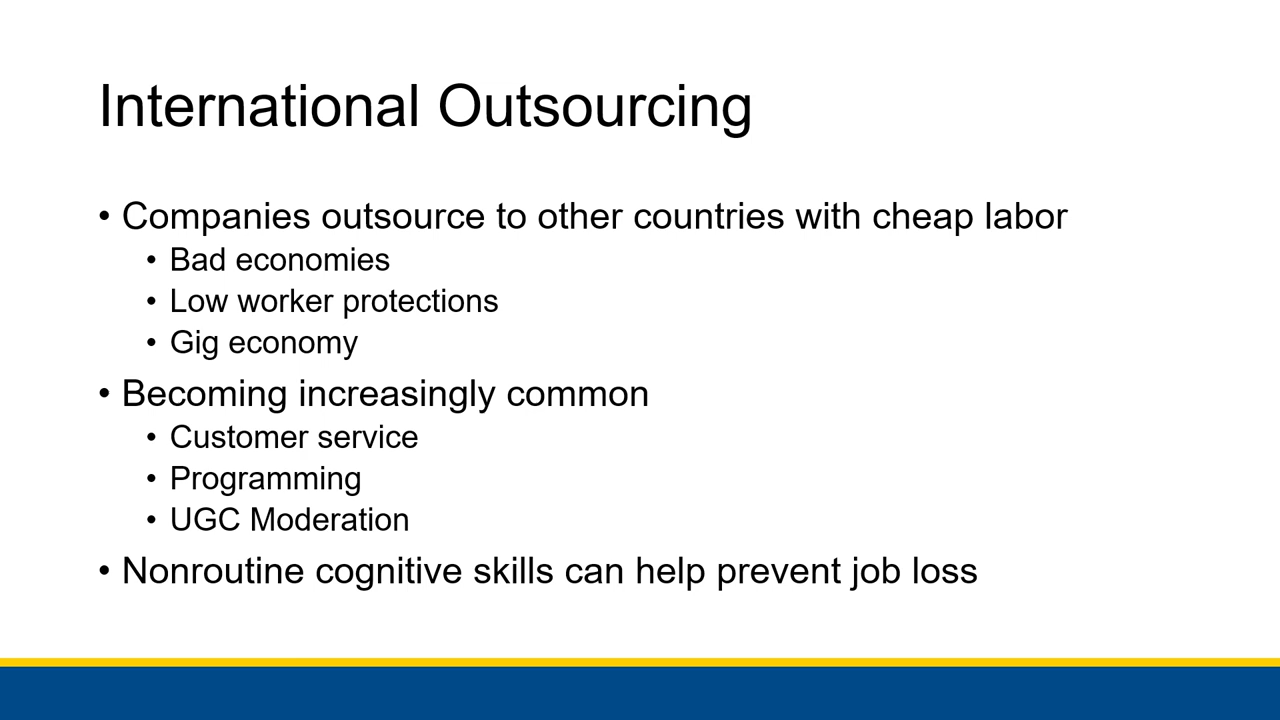 International Outsourcing
• Companies outsource to other countries with cheap labor
• Bad economies
• Low worker protections
• Gig economy
• Becoming increasingly common
• Customer service
• Programming
• UGC Moderation
• Nonroutine cognitive skills can help prevent job loss